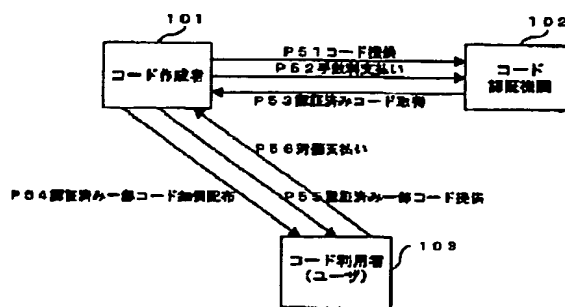 101
102
P51コード提供
コード作成者
P52手数料支払い
コード
認証機関
P53認証済みコード取得
P56対価支払い
P54認証済み一部コード無償配布
P55認証済み一部コード提供
コード利用者
(ユーザ)
103